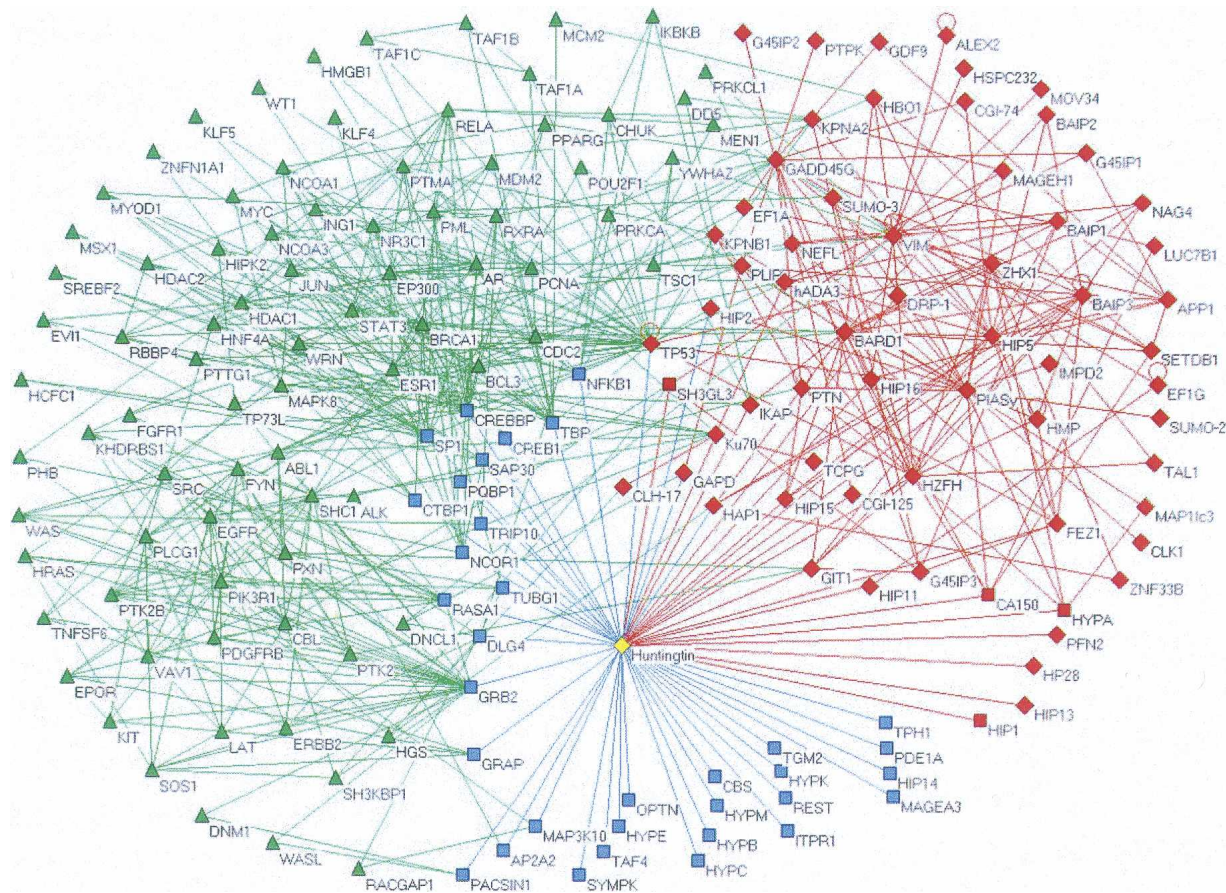 TAF1B
MCM2
IKBKB
G45IP2
PTPK
GDF9
ALEX2
TAF1C
HMGB1
TAF1A
PRKCL1
HSPC232
MOV34
WT1
DD5
HBO1
CGI-74
BAIP2
KLF5
KLF4
RELA
PPARG
CHUK
MEN1
KPNA2
ZNFN1A1
NCOA1
PTMA
MDM2
POU2F1
YWHAZ
GADD45G
MAGEH1
G45IP1
MYOD1
MYC
ING1
NR3C1
PML
RXRA
PRKCA
EF1A
SUMO-3
NAG4
MSX1
NCOA3
KPNB1
NEFL
VIM
BAIP1
LUC7B1
SREBF2
HDAC2
HIPK2
JUN
EP300
AR
PCNA
TSC1
PLIP
hADA3
ZHX1
DRP-1
BAIP3
APP1
EVI1
RBBP4
HDAC1
HNF4A
STAT3
BRCA1
CDC2
HIP2
TP53
BARD1
HIP5
SETDB1
PTTG1
WRN
ESR1
BCL3
NFKB1
SH3GL3
PTN
HIP16
IMPD2
PIASy
EF1G
HCFC1
TP73L
MAPK8
CREBBP
TBP
IKAP
HMP
SUMO-2
FGFR1
KHDRBS1
SP1
CREB1
Ku70
PHB
SRC
FYN
ABL1
SAP30
PQBP1
GAPD
TCPG
HZFH
TAL1
CLH-17
HAP1
HIP15
CGI-125
MAP1lc3
WAS
EGFR
SHC1
ALK
CTBP1
TRIP10
FEZ1
CLK1
PLCG1
PXN
NCOR1
HRAS
PIK3R1
TUBG1
GIT1
HIP11
G45IP3
CA150
ZNF33B
PTK2B
RASA1
HYPA
TNFSF6
PDGFRB
CBL
DNCL1
DLG4
Huntingtin
PFN2
VAV1
PTK2
HP28
EPOR
GRB2
HIP13
KIT
LAT
ERBB2
HGS
HIP1
TPH1
GRAP
TGM2
PDE1A
SOS1
SH3KBP1
CBS
HYPK
HIP14
OPTN
HYPM
REST
MAGEA3
DNM1
MAP3K10
HYPE
HYPB
ITPR1
WASL
AP2A2
TAF4
HYPC
RACGAP1
PACSIN1
SYMPK